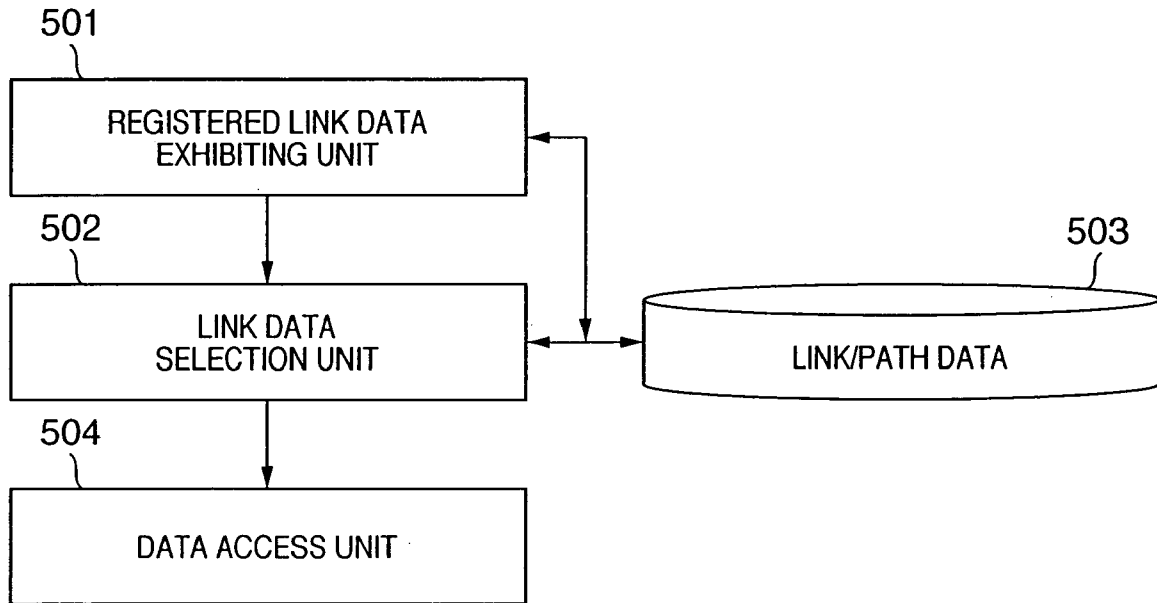 501
REGISTERED LINK DATA
EXHIBITING UNIT
502
LINK DATA
SELECTION UNIT
503
LINK/PATH DATA
504
DATA ACCESS UNIT